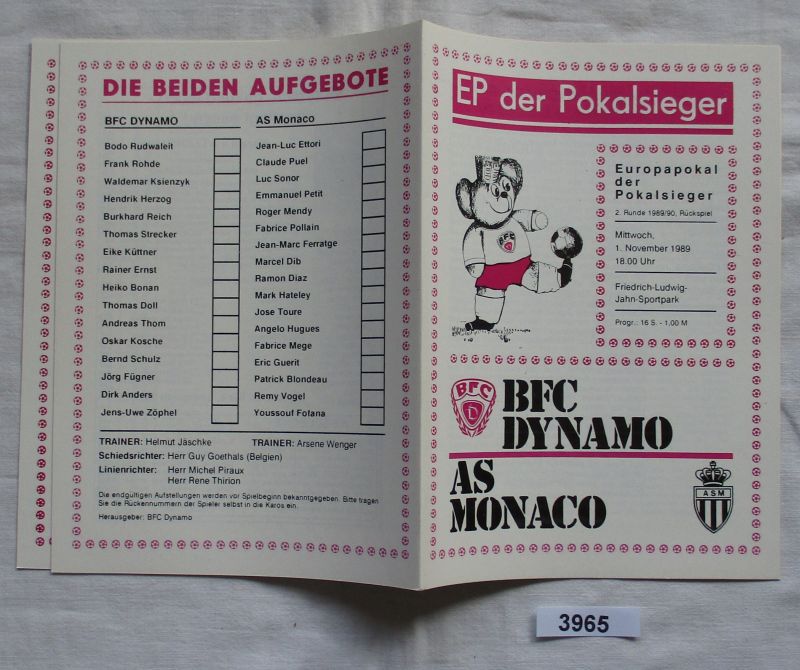 DIE BEIDEN AUFGEBOTE
BFC DYNAMO
Bodo Rudwaleit
Frank Rohde
Waldemar Ksienzyk
Hendrik Herzog
Burkhard Reich
Thomas Strecker
Eike Küttner
Rainer Ernst
Heiko Bonan
Thomas Doll
Andreas Thom
Oskar Kosche
Bernd Schulz
Jörg Fügner
Dirk Anders
Jens-Uwe Zöphel
AS Monaco
Jean-Luc Ettori
Claude Puel
Luc Sonor
Emmanuel Petit
Roger Mendy
Fabrice Pollain
Jean-Marc Ferratge
Marcel Dib
Ramon Diaz
Mark Hateley
Jose Toure
Angelo Hugues
Fabrice Mege
Eric Guerit
Patrick Blondeau
Remy Vogel
Youssouf Fofana
TRAINER: Helmut Jäschke
TRAINER: Arsene Wenger
Schiedsrichter: Herr Guy Goethals (Belgien)
Linienrichter: Herr Michel Piraux
Herr Rene Thirion
Die endgültigen Aufstellungen werden vor Spielbeginn bekanntgegeben. Bitte tragen
Sie die Rückennummern der Spieler selbst in die Karos ein.
Herausgeber: BFC Dynamo
EP der Pokalsieger
BFC
Europapokal
der
Pokalsieger
2. Runde 1989/90, Rückspiel
Mittwoch,
1. November 1989
18.00 Uhr
Friedrich-Ludwig-
Jahn-Sportpark
Progr.: 16 S. - 1,00 M
BFC
D
BFC
DYNAMO
AS
MONACO
ASM
3965